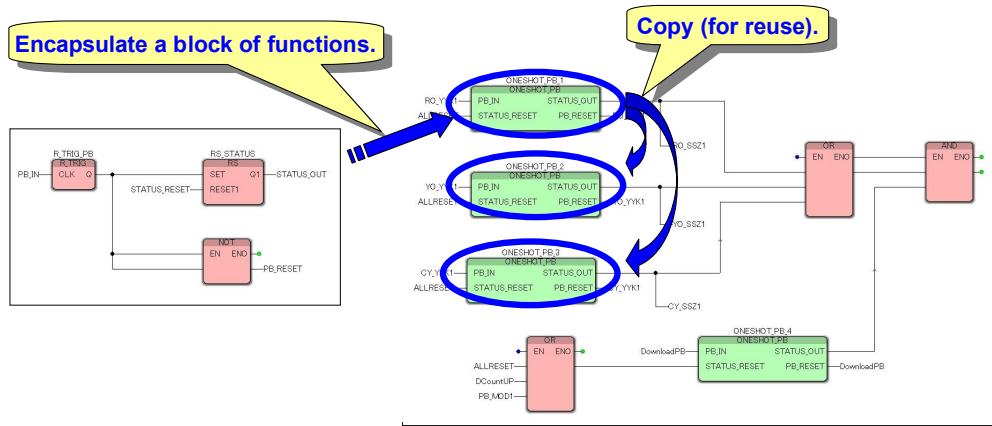 Encapsulate a block of functions.
Copy (for reuse).
R_TRIG_PB
R_TRIG
PB_IN CLK Q
RS_STATUS
RS
SET Q1 STATUS_OUT
STATUS_RESET RESET1
NOT
EN ENO
PB_RESET
ONESHOT_PB_1
ONESHOT_PB
RO_YYK1 PB_IN STATUS_OUT
STATUS_RESET PB_RESET
RO_SSZ1
ONESHOT_PB_2
ONESHOT_PB
PB_IN STATUS_OUT
ALLRESET STATUS_RESET PB_RESET YO_YYK1
YO_SSZ1
ONESHOT_PB_3
ONESHOT_PB
PB_IN STATUS_OUT
STATUS_RESET PB_RESET
CY_SSZ1
OR
EN ENO
AND
EN ENO
OR
EN ENO
ALLRESET
DCountUP
PB_MOD1
ONESHOT_PB_4
ONESHOT_PB
DownloadPB PB_IN STATUS_OUT
STATUS_RESET PB_RESET DownloadPB